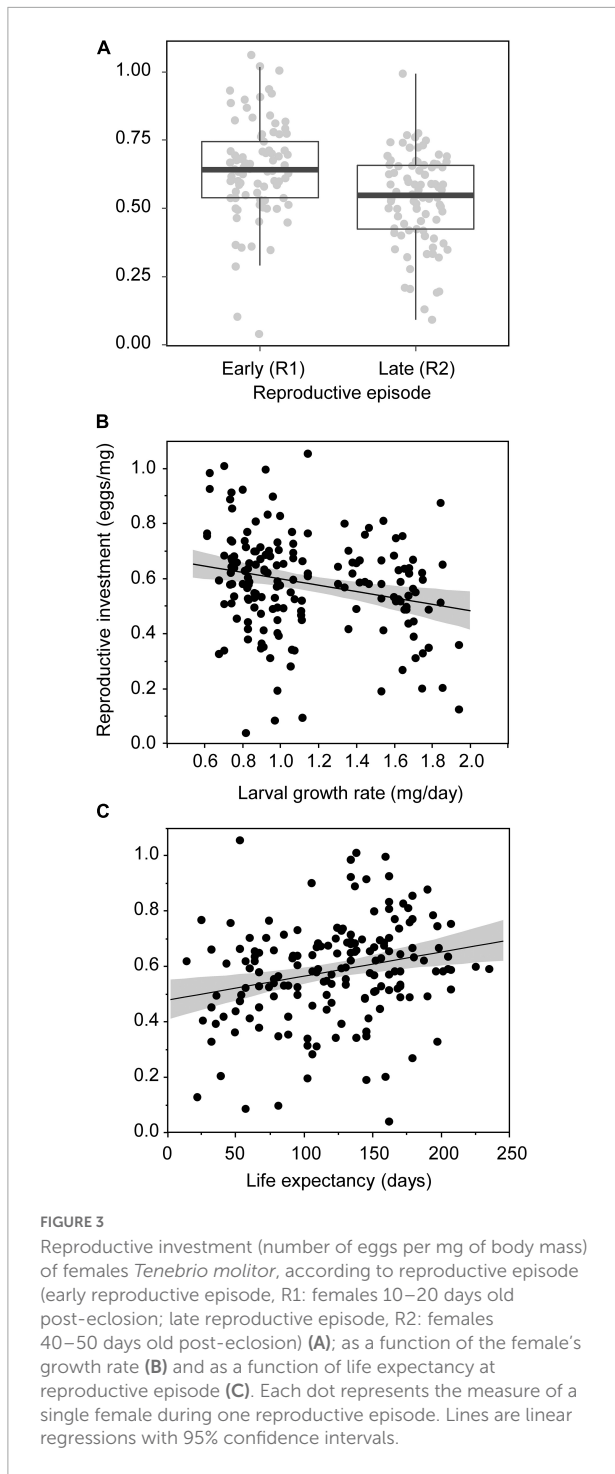 A
1.00
0.75
0.50
0.25
0.00
Early (R1) Late (R2)
Reproductive episode
B
Reproductive investment (eggs/mg)
1.0
0.8
0.6
0.4
0.2
0.0
0.6 0.8 1.0 1.2 1.4 1.6 1.8 2.0
Larval growth rate (mg/day)
C
1.0
0.8
0.6
0.4
0.2
0.0
0 50 100 150 200 250
Life expectancy (days)
FIGURE 3
Reproductive investment (number of eggs per mg of body mass)
of females Tenebrio molitor, according to reproductive episode
(early reproductive episode, R1: females 10–20 days old
post-eclosion; late reproductive episode, R2: females
40–50 days old post-eclosion) (A); as a function of the female's
growth rate (B) and as a function of life expectancy at
reproductive episode (C). Each dot represents the measure of a
single female during one reproductive episode. Lines are linear
regressions with 95% confidence intervals.